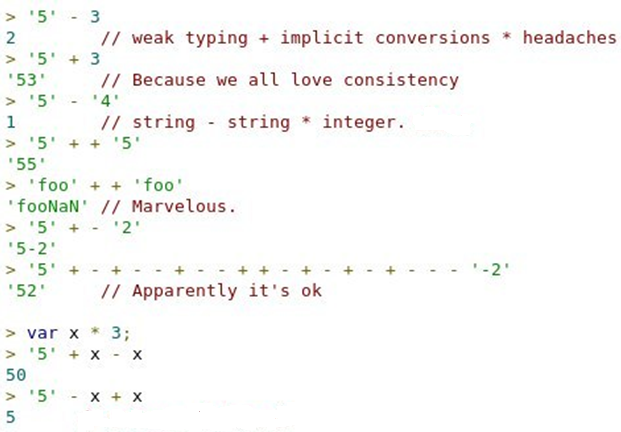 > '5' - 3
2 // weak typing + implicit conversions * headaches
> '5' + 3
'53' // Because we all love consistency
> '5' - '4'
1 // string - string * integer.
> '5' + + '5'
'55'
> 'foo' + + 'foo'
'fooNaN' // Marvelous.
> '5' + - '2'
'5-2'
> '5' + - + - - + - - + + - + - + - + - - - '-2'
'52' // Apparently it's ok
> var x * 3;
> '5' + x - x
50
> '5' - x + x
5